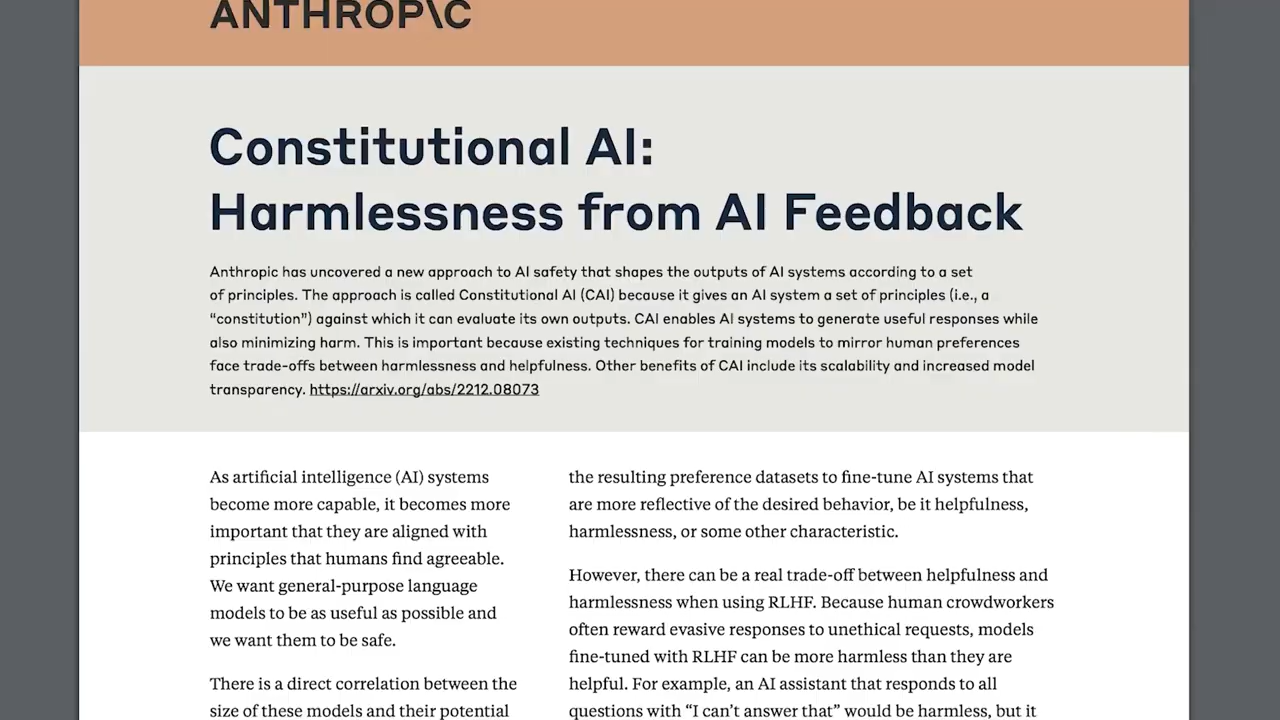 ANTHROP\C
Constitutional AI:
Harmlessness from AI Feedback
Anthropic has uncovered a new approach to AI safety that shapes the outputs of AI systems according to a set
of principles. The approach is called Constitutional AI (CAI) because it gives an AI system a set of principles (i.e., a
“constitution”) against which it can evaluate its own outputs. CAI enables AI systems to generate useful responses while
also minimizing harm. This is important because existing techniques for training models to mirror human preferences
face trade-offs between harmlessness and helpfulness. Other benefits of CAI include its scalability and increased model
transparency. https://arxiv.org/abs/2212.08073
As artificial intelligence (AI) systems
become more capable, it becomes more
important that they are aligned with
principles that humans find agreeable.
We want general-purpose language
models to be as useful as possible and
we want them to be safe.
There is a direct correlation between the
size of these models and their potential
the resulting preference datasets to fine-tune AI systems that
are more reflective of the desired behavior, be it helpfulness,
harmlessness, or some other characteristic.
However, there can be a real trade-off between helpfulness and
harmlessness when using RLHF. Because human crowdworkers
often reward evasive responses to unethical requests, models
fine-tuned with RLHF can be more harmless than they are
helpful. For example, an AI assistant that responds to all
questions with “I can’t answer that” would be harmless, but it